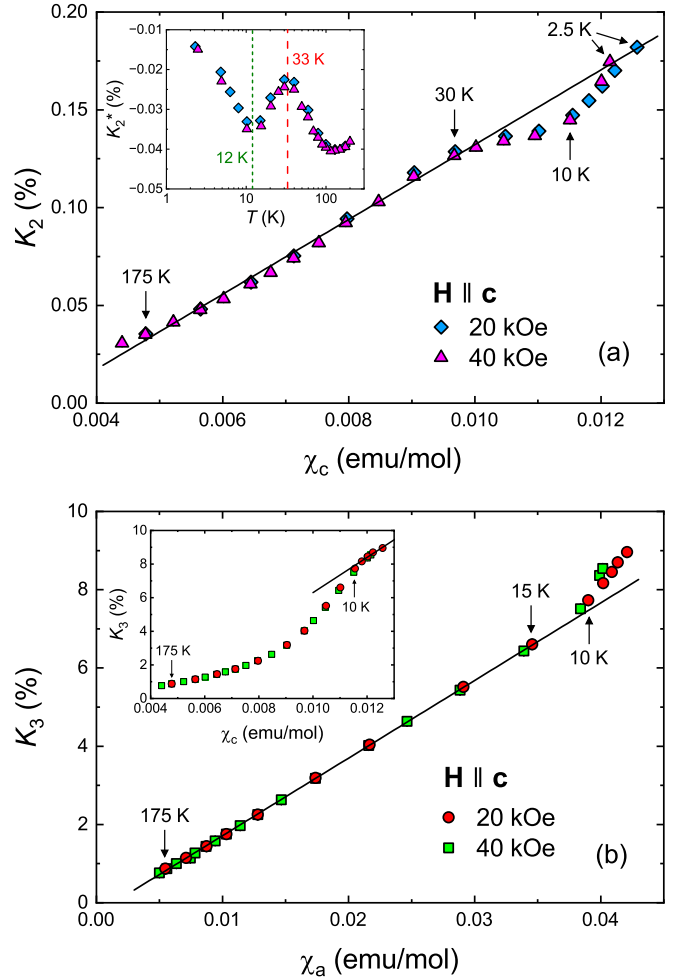 −0.01
−0.02
−0.03
−0.04
−0.05
K2* (%)
1 10 100
T (K)
12 K
33 K
2.5 K
30 K
10 K
175 K
0.20
0.15
0.10
0.05
0.00
K2 (%)
H || c
20 kOe
40 kOe
(a)
0.004 0.006 0.008 0.010 0.012
χc (emu/mol)
10
8
6
4
2
0
K3 (%)
10
8
6
4
2
0
K3 (%)
175 K
10 K
0.004 0.006 0.008 0.010 0.012
χc (emu/mol)
15 K
10 K
175 K
H || c
20 kOe
40 kOe
(b)
0.00 0.01 0.02 0.03 0.04
χa (emu/mol)